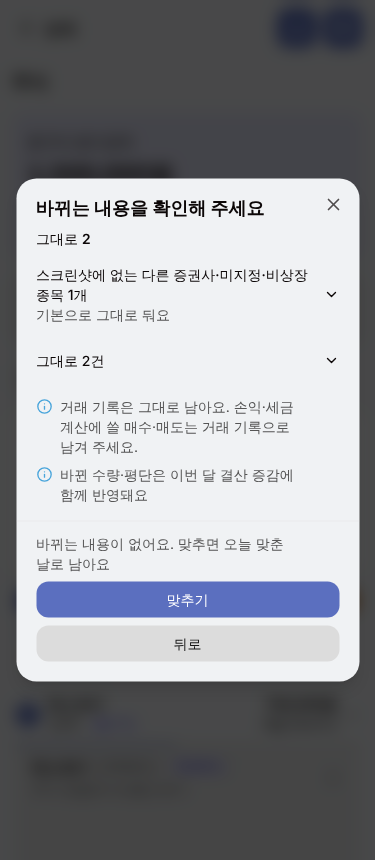 바뀌는 내용을 확인해 주세요
그대로 2
스크린샷에 없는 다른 증권사·미지정·비상장
종목 1개
기본으로 그대로 둬요
그대로 2건
거래 기록은 그대로 남아요. 손익·세금
계산에 쓸 매수·매도는 거래 기록으로
남겨 주세요.
바뀐 수량·평단은 이번 달 결산 증감에
함께 반영돼요
바뀌는 내용이 없어요. 맞추면 오늘 맞춘
날로 남아요
맞추기
뒤로